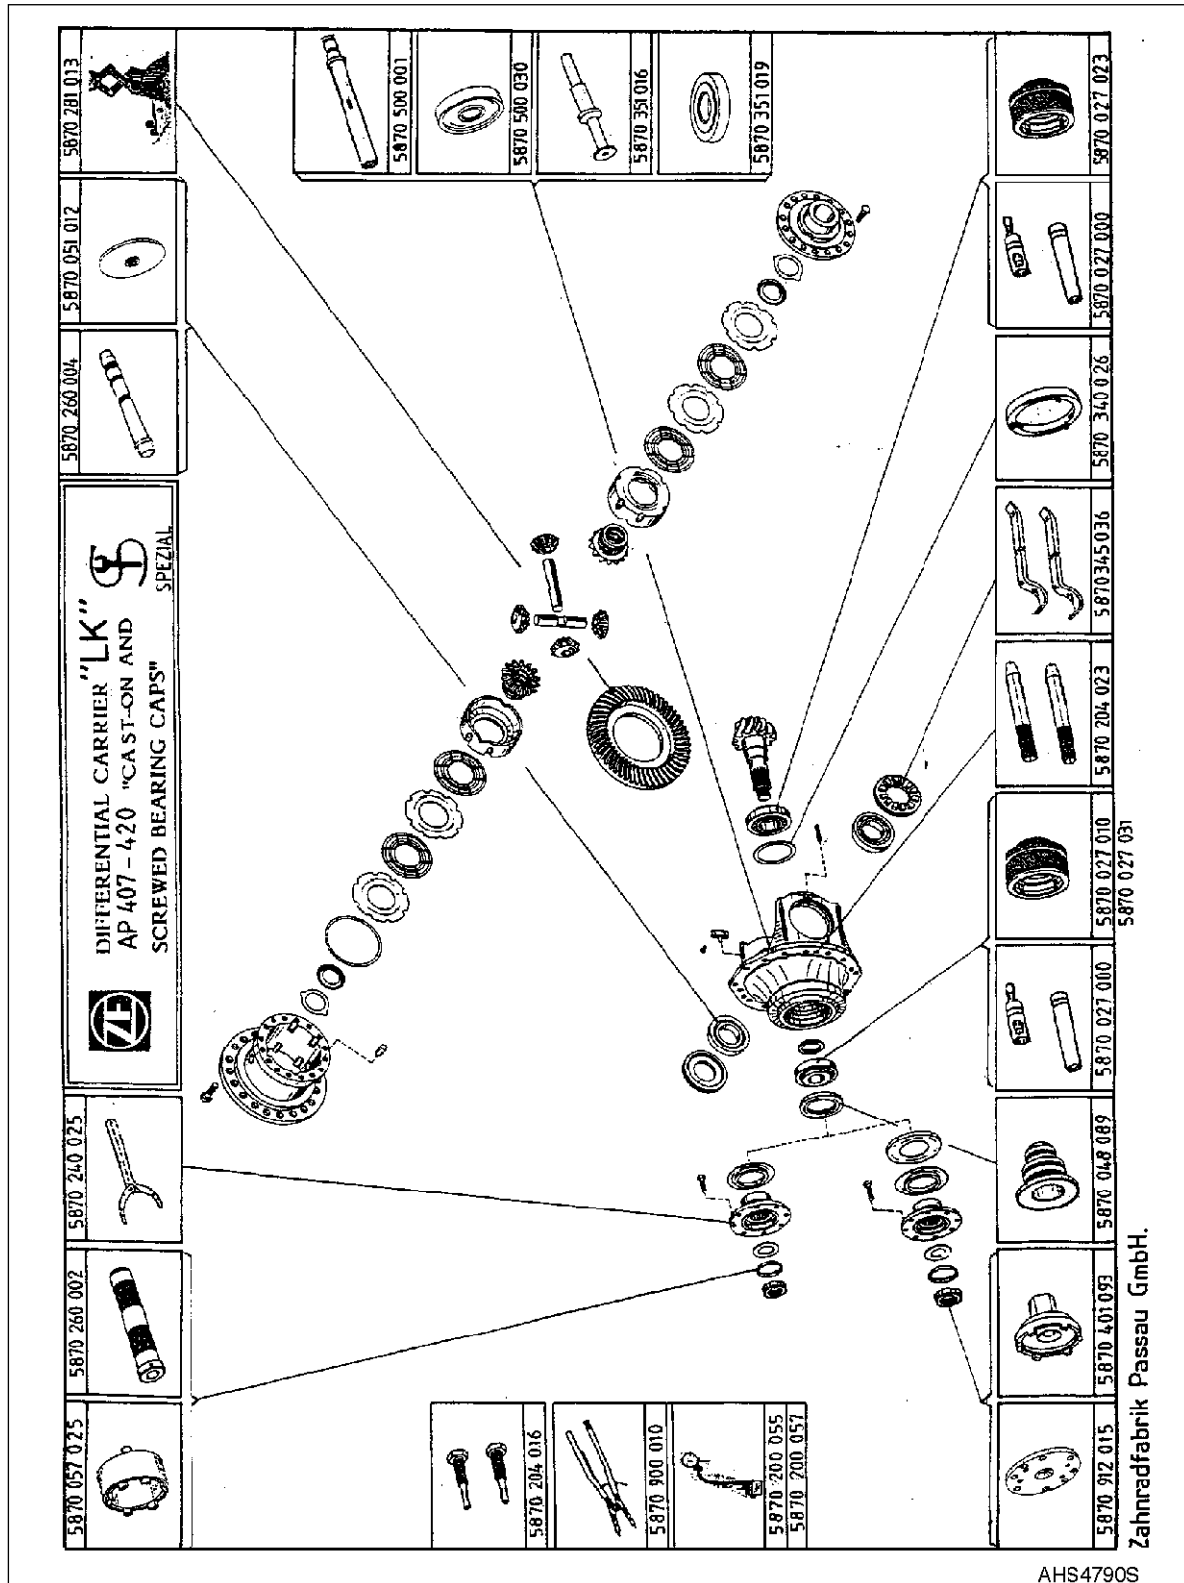 5870 057 025
5870 260 002
5870 240 025
ZF
DIFFERENTIAL CARRIER "LK"
AP 407 - 420 "CAST-ON AND
SCREWED BEARING CAPS"
SPEZIAL
5870 260 004
5870 051 012
5870 281 013
5870 500 001
5870 500 030
5870 351 016
5870 351 019
5870 204 016
5870 900 010
5870 200 055
5870 200 057
5870 912 015
5870 401 093
5870 048 089
5870 027 000
5870 027 010
5870 027 031
5870 204 023
5870 345 036
5870 340 026
5870 027 000
5870 027 023
Zahnradfabrik Passau GmbH.
AHS4790S